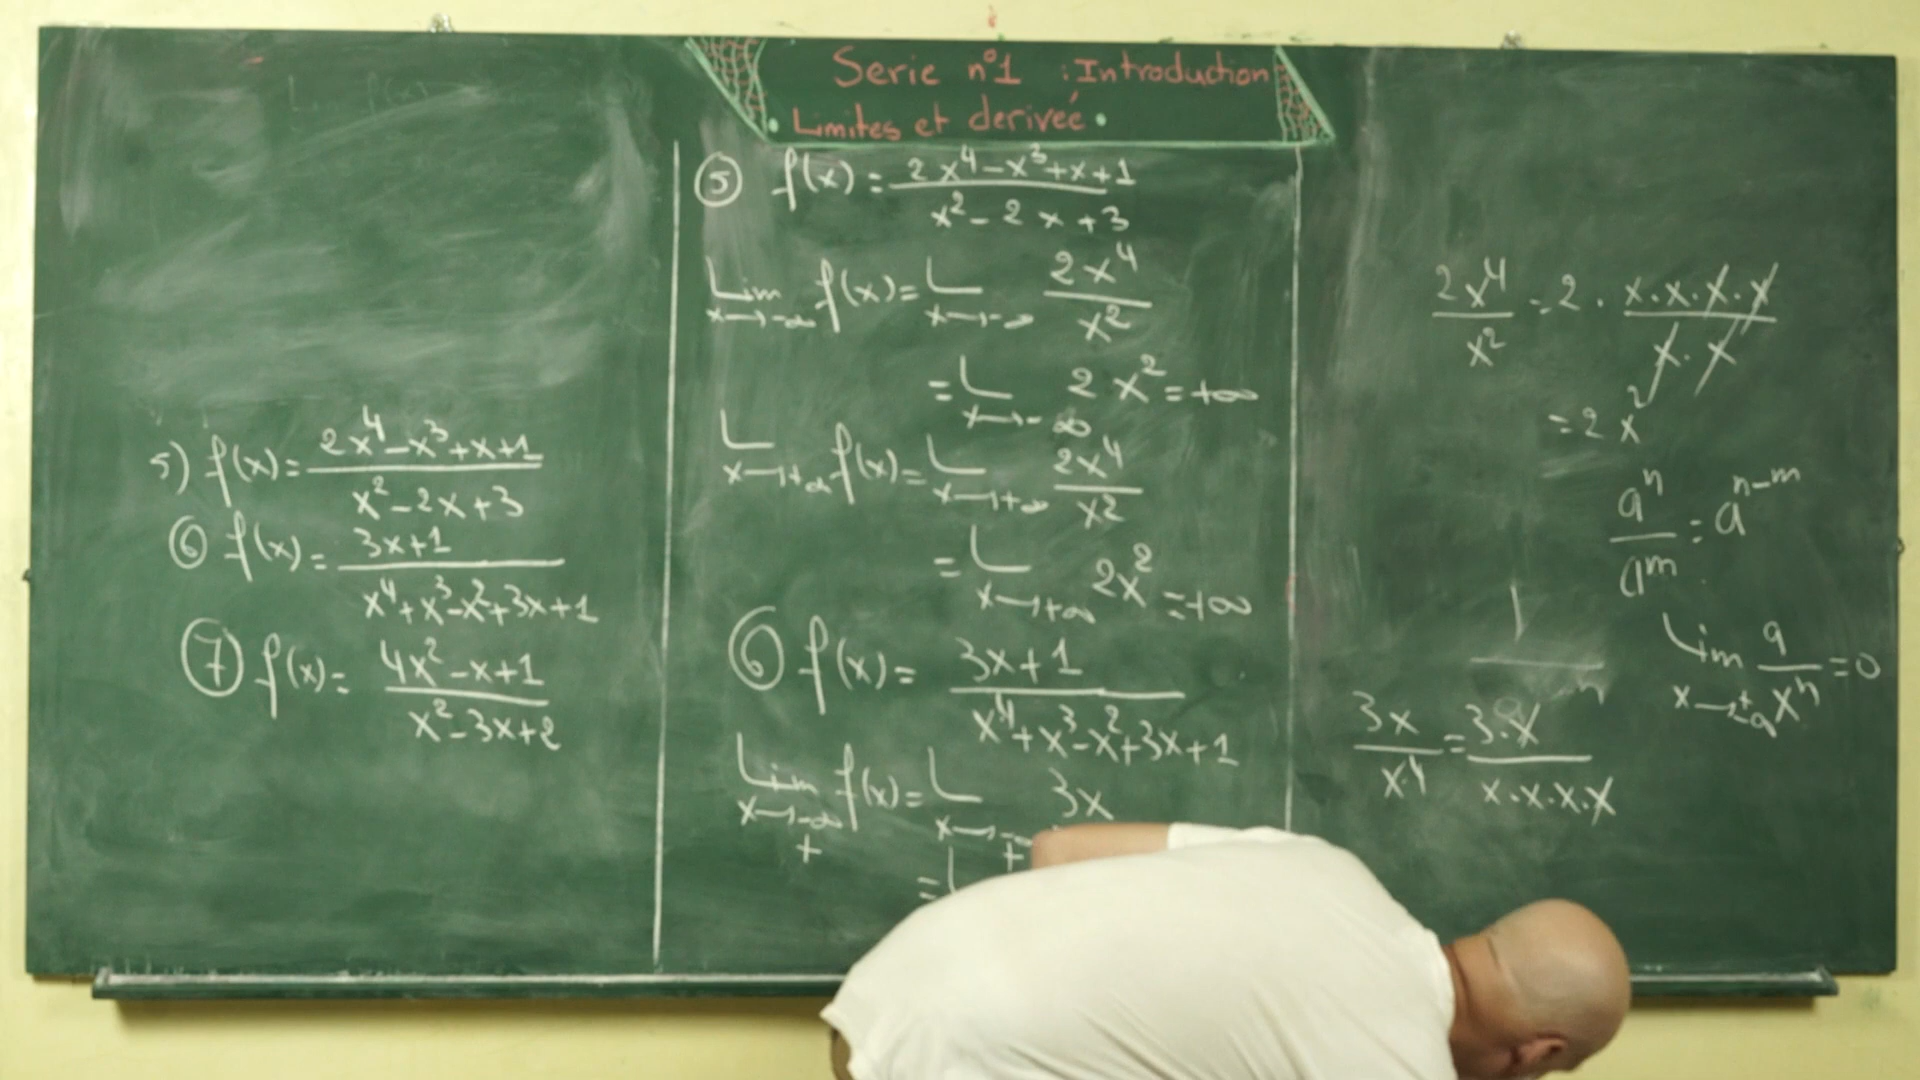 Serie n°1 : Introduction
• Limites et derivée •
5) f(x) = (2x⁴ - x³ + x + 1) / (x² - 2x + 3)
⑥ f(x) = (3x + 1) / (x⁴ + x³ - x² + 3x + 1)
⑦ f(x) = (4x² - x + 1) / (x² - 3x + 2)
⑤ f(x) = (2x⁴ - x³ + x + 1) / (x² - 2x + 3)
Lim x→-∞ f(x) = L x→-∞ 2x⁴ / x²
= L x→-∞ 2x² = +∞
L x→+∞ f(x) = L x→+∞ 2x⁴ / x²
= L x→+∞ 2x² = +∞
⑥ f(x) = (3x + 1) / (x⁴ + x³ - x² + 3x + 1)
Lim x→-∞ + f(x) = L x→-∞ + 3x
= L
2x⁴ / x² = 2 · x·x·x·x / x·x
= 2x²
aⁿ / aᵐ = aⁿ⁻ᵐ
Lim x→ a / xⁿ = 0
3x / x⁴ = 3·x / x·x·x·x